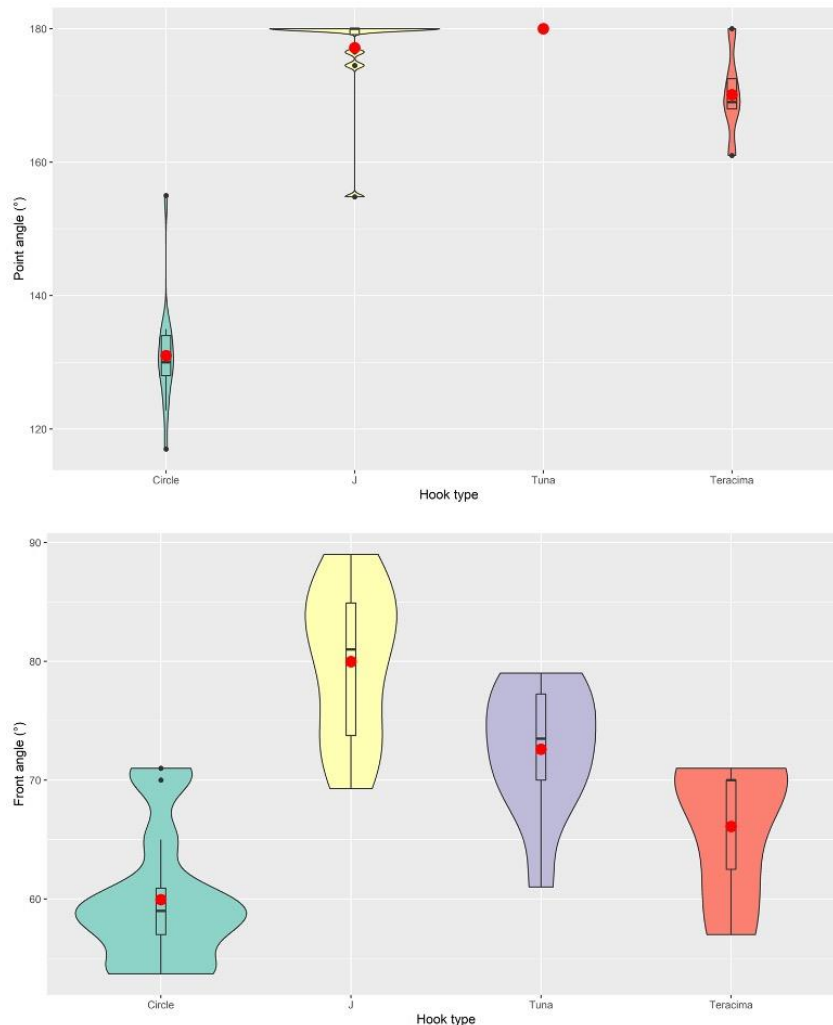 180
160
140
120
Point angle (°)
Circle
J
Tuna
Teracima
Hook type
90
80
70
60
Front angle (°)
Circle
J
Tuna
Teracima
Hook type